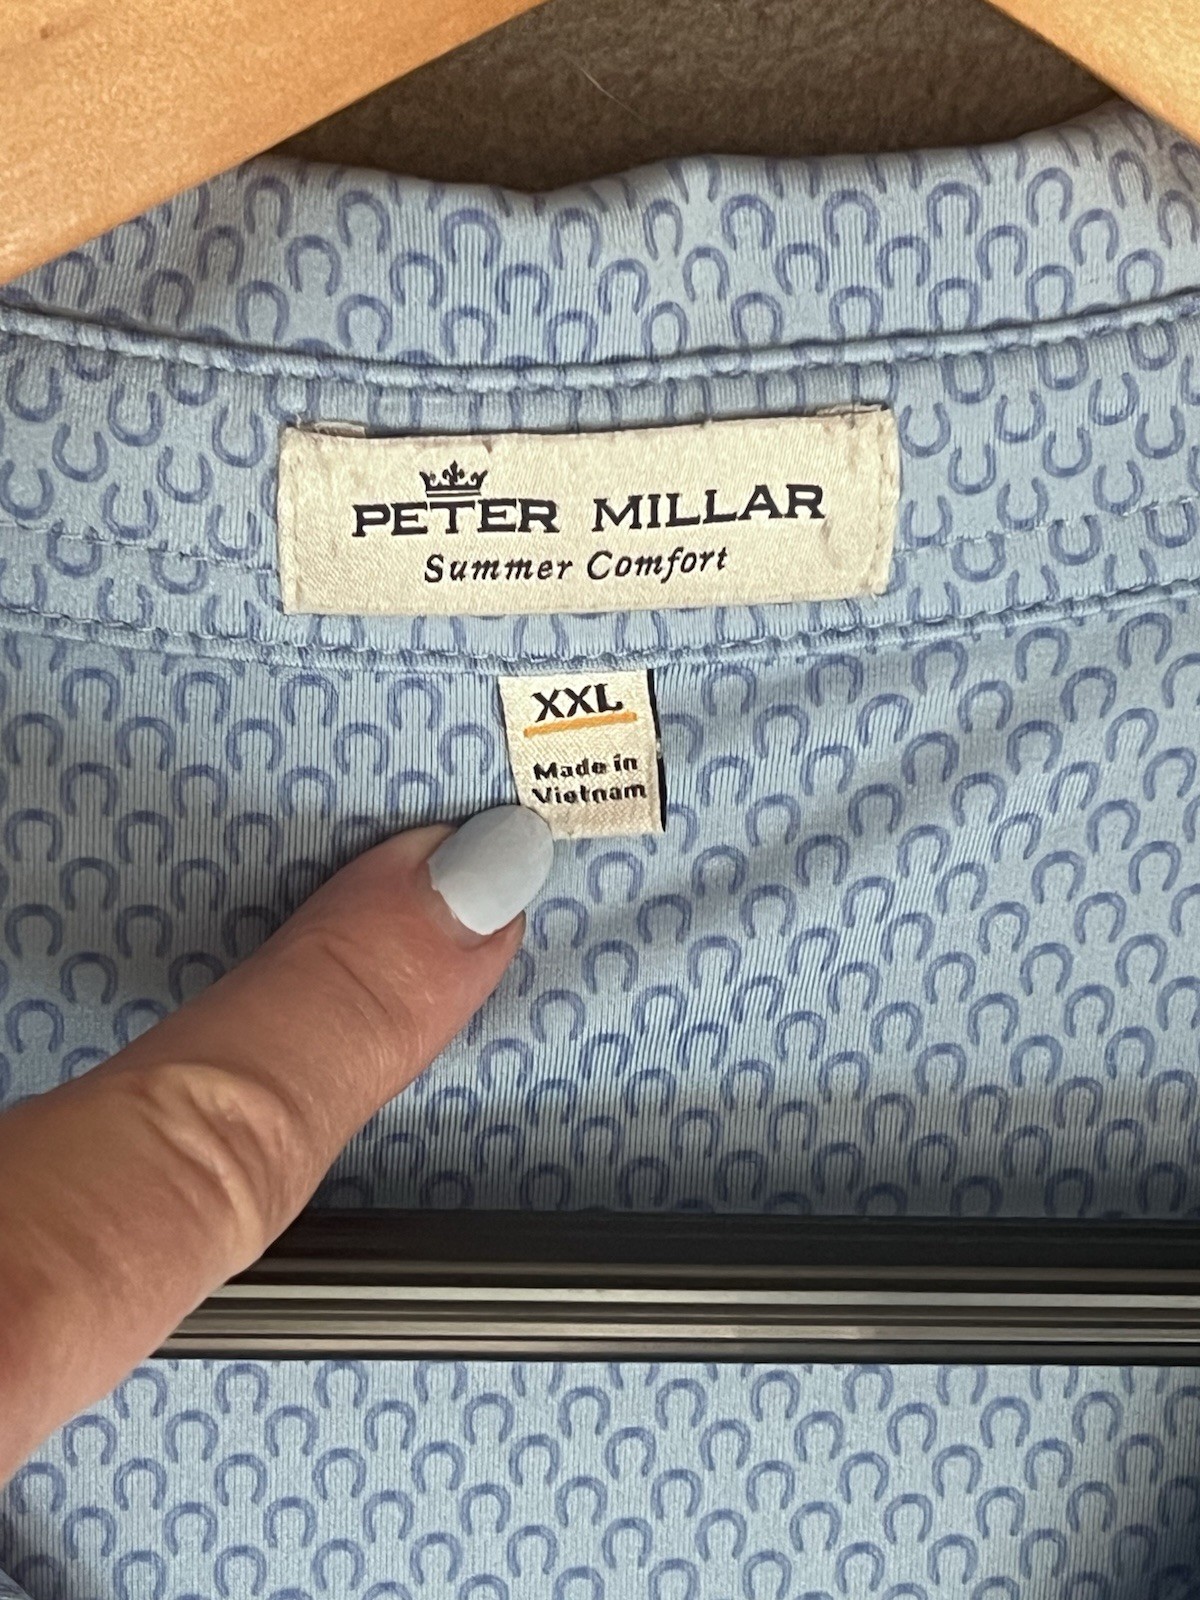 PETER MILLAR
Summer Comfort
XXL
Made in
Vietnam